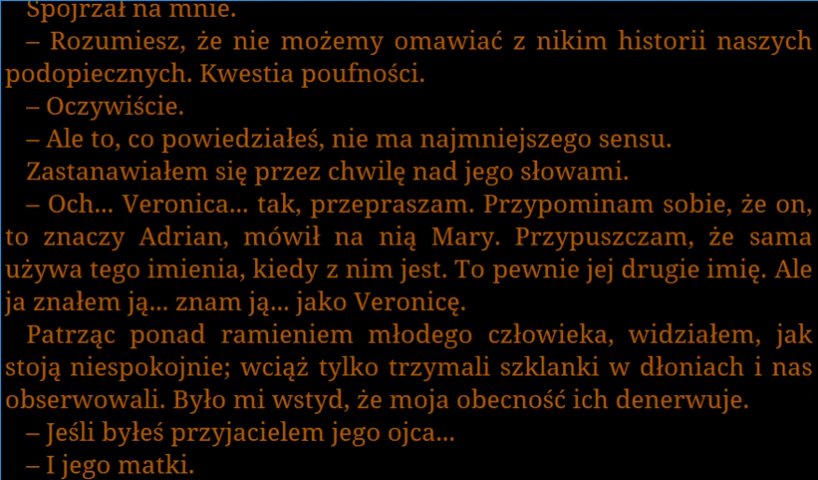 Spojrzał na mnie.
– Rozumiesz, że nie możemy omawiać z nikim historii naszych
podopiecznych. Kwestia poufności.
– Oczywiście.
– Ale to, co powiedziałeś, nie ma najmniejszego sensu.
Zastanawiałem się przez chwilę nad jego słowami.
– Och... Veronica... tak, przepraszam. Przypominam sobie, że on,
to znaczy Adrian, mówił na nią Mary. Przypuszczam, że sama
używa tego imienia, kiedy z nim jest. To pewnie jej drugie imię. Ale
ja znałem ją... znam ją... jako Veronicę.
Patrząc ponad ramieniem młodego człowieka, widziałem, jak
stoją niespokojnie; wciąż tylko trzymali szklanki w dłoniach i nas
obserwowali. Było mi wstyd, że moja obecność ich denerwuje.
– Jeśli byłeś przyjacielem jego ojca...
– I jego matki.